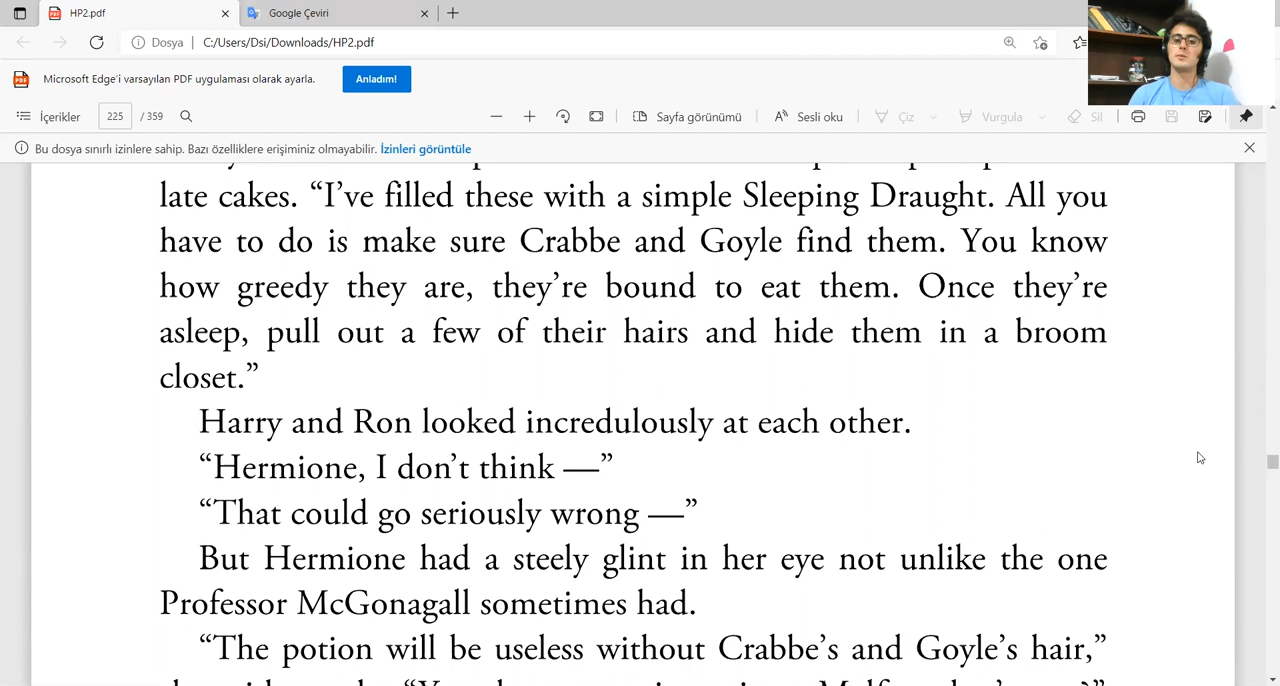 HP2.pdf
Google Çeviri
Dosya C:/Users/Dsi/Downloads/HP2.pdf
Microsoft Edge'i varsayılan PDF uygulaması olarak ayarla. Anladım!
İçerikler 225 / 359 Sayfa görünümü Sesli oku Çiz Vurgula Sil
Bu dosya sınırlı izinlere sahip. Bazı özelliklere erişiminiz olmayabilir. İzinleri görüntüle
late cakes. “I’ve filled these with a simple Sleeping Draught. All you
have to do is make sure Crabbe and Goyle find them. You know
how greedy they are, they’re bound to eat them. Once they’re
asleep, pull out a few of their hairs and hide them in a broom
closet.”
Harry and Ron looked incredulously at each other.
“Hermione, I don’t think —”
“That could go seriously wrong —”
But Hermione had a steely glint in her eye not unlike the one
Professor McGonagall sometimes had.
“The potion will be useless without Crabbe’s and Goyle’s hair,”